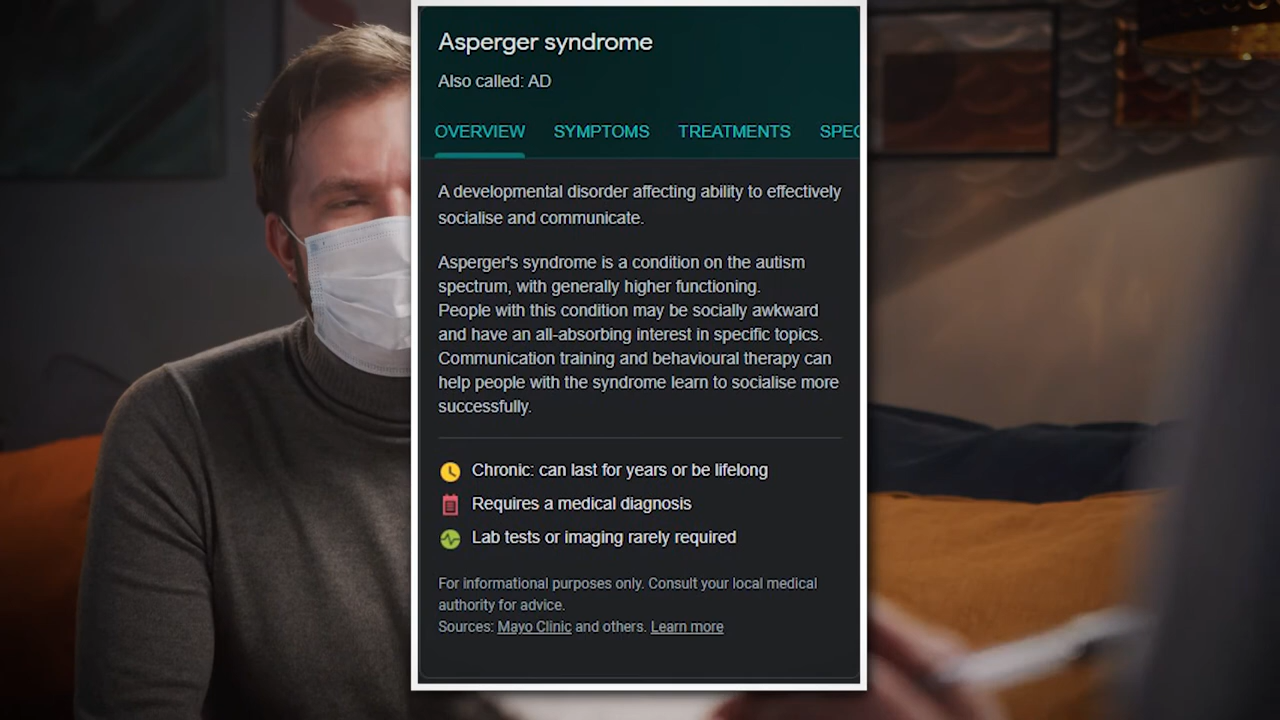 Asperger syndrome
Also called: AD
OVERVIEW SYMPTOMS TREATMENTS SPEC
A developmental disorder affecting ability to effectively
socialise and communicate.
Asperger's syndrome is a condition on the autism
spectrum, with generally higher functioning.
People with this condition may be socially awkward
and have an all-absorbing interest in specific topics.
Communication training and behavioural therapy can
help people with the syndrome learn to socialise more
successfully.
Chronic: can last for years or be lifelong
Requires a medical diagnosis
Lab tests or imaging rarely required
For informational purposes only. Consult your local medical
authority for advice.
Sources: Mayo Clinic and others. Learn more